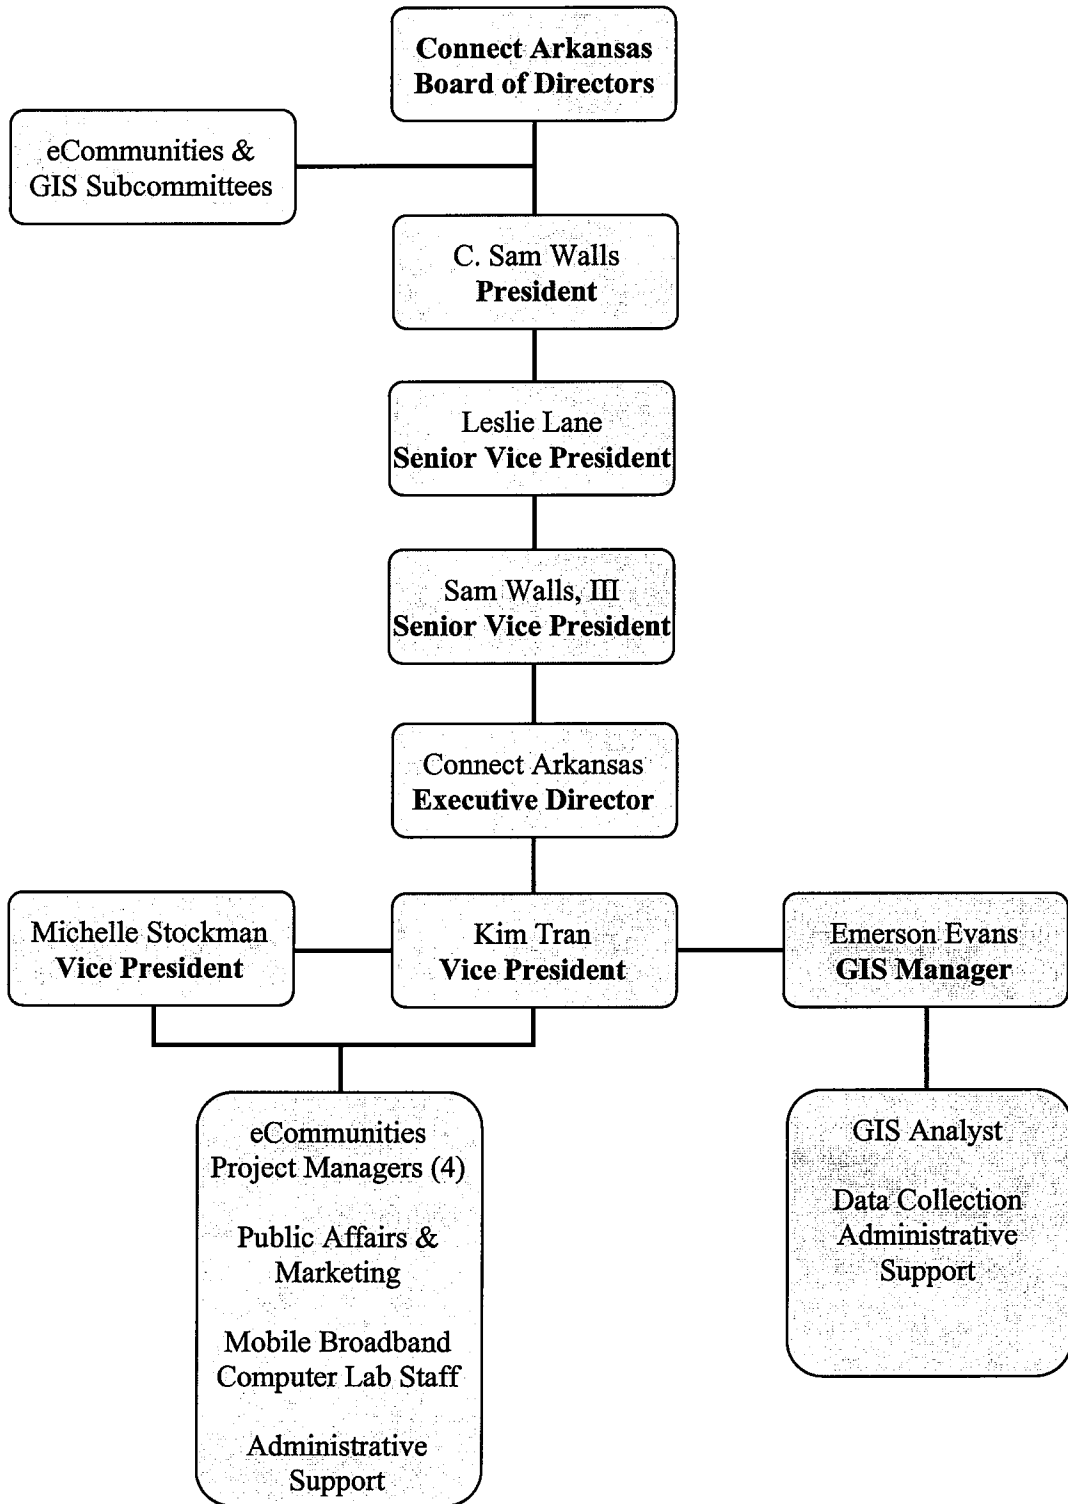 Connect Arkansas
Board of Directors
eCommunities &
GIS Subcommittees
C. Sam Walls
President
Leslie Lane
Senior Vice President
Sam Walls, III
Senior Vice President
Connect Arkansas
Executive Director
Michelle Stockman
Vice President
Kim Tran
Vice President
Emerson Evans
GIS Manager
eCommunities
Project Managers (4)
Public Affairs &
Marketing
Mobile Broadband
Computer Lab Staff
Administrative
Support
GIS Analyst
Data Collection
Administrative
Support